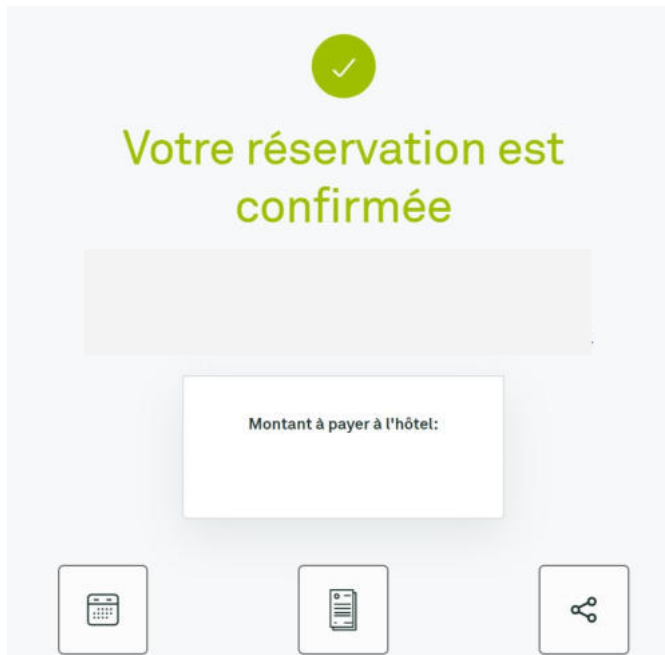 Votre réservation est
confirmée
Montant à payer à l'hôtel: